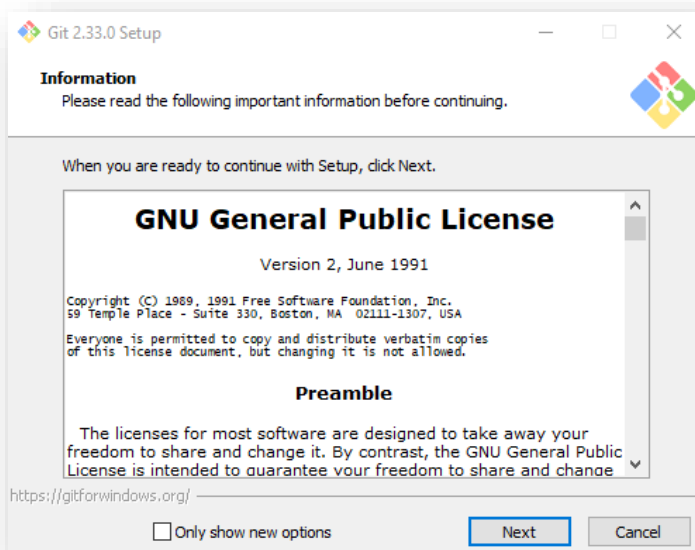 Git 2.33.0 Setup
Information
Please read the following important information before continuing.
When you are ready to continue with Setup, click Next.
GNU General Public License
Version 2, June 1991
Copyright (C) 1989, 1991 Free Software Foundation, Inc.
59 Temple Place - Suite 330, Boston, MA  02111-1307, USA
Everyone is permitted to copy and distribute verbatim copies
of this license document, but changing it is not allowed.
Preamble
The licenses for most software are designed to take away your
freedom to share and change it. By contrast, the GNU General Public
License is intended to guarantee your freedom to share and change
https://gitforwindows.org/
Only show new options
Next
Cancel